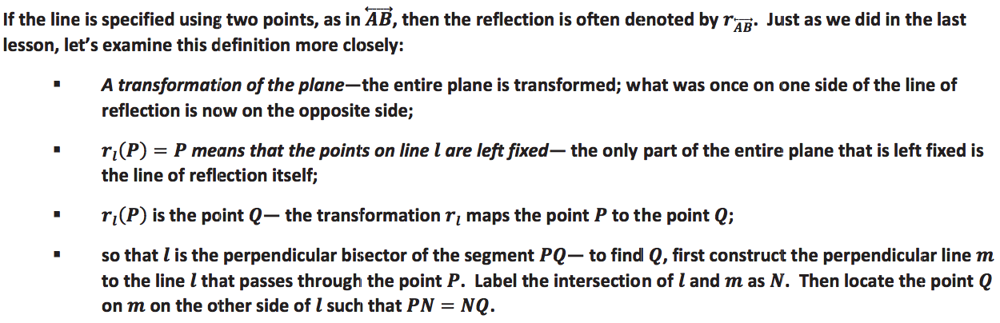 If the line is specified using two points, as in \overleftrightarrow{AB}, then the reflection is often denoted by r_{\overleftrightarrow{AB}}. Just as we did in the last
lesson, let’s examine this definition more closely:
▪ A transformation of the plane—the entire plane is transformed; what was once on one side of the line of
reflection is now on the opposite side;
▪ r_l(P) = P means that the points on line l are left fixed— the only part of the entire plane that is left fixed is
the line of reflection itself;
▪ r_l(P) is the point Q— the transformation r_l maps the point P to the point Q;
▪ so that l is the perpendicular bisector of the segment PQ— to find Q, first construct the perpendicular line m
to the line l that passes through the point P. Label the intersection of l and m as N. Then locate the point Q
on m on the other side of l such that PN = NQ.